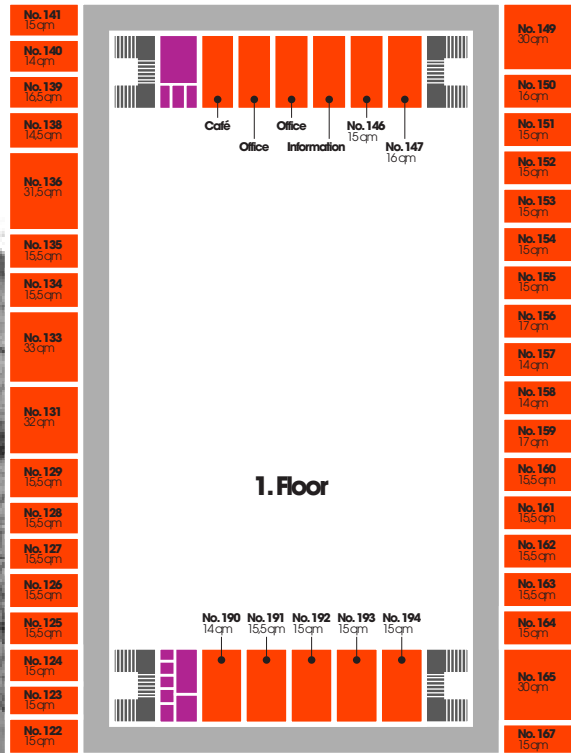 No. 141
15 qm
No. 140
14 qm
No. 139
16,5 qm
No. 138
14,5 qm
No. 136
31,5 qm
No. 135
15,5 qm
No. 134
15,5 qm
No. 133
33 qm
No. 131
32 qm
No. 129
15,5 qm
No. 128
15,5 qm
No. 127
15,5 qm
No. 126
15,5 qm
No. 125
15,5 qm
No. 124
15 qm
No. 123
15 qm
No. 122
15 qm
Café
Office
Office
Information
No. 146
15 qm
No. 147
16 qm
1. Floor
No. 190
14 qm
No. 191
15,5 qm
No. 192
15 qm
No. 193
15 qm
No. 194
15 qm
No. 149
30 qm
No. 150
16 qm
No. 151
15 qm
No. 152
15 qm
No. 153
15 qm
No. 154
15 qm
No. 155
15 qm
No. 156
17 qm
No. 157
14 qm
No. 158
14 qm
No. 159
17 qm
No. 160
15,5 qm
No. 161
15,5 qm
No. 162
15,5 qm
No. 163
15,5 qm
No. 164
15 qm
No. 165
30 qm
No. 167
15 qm